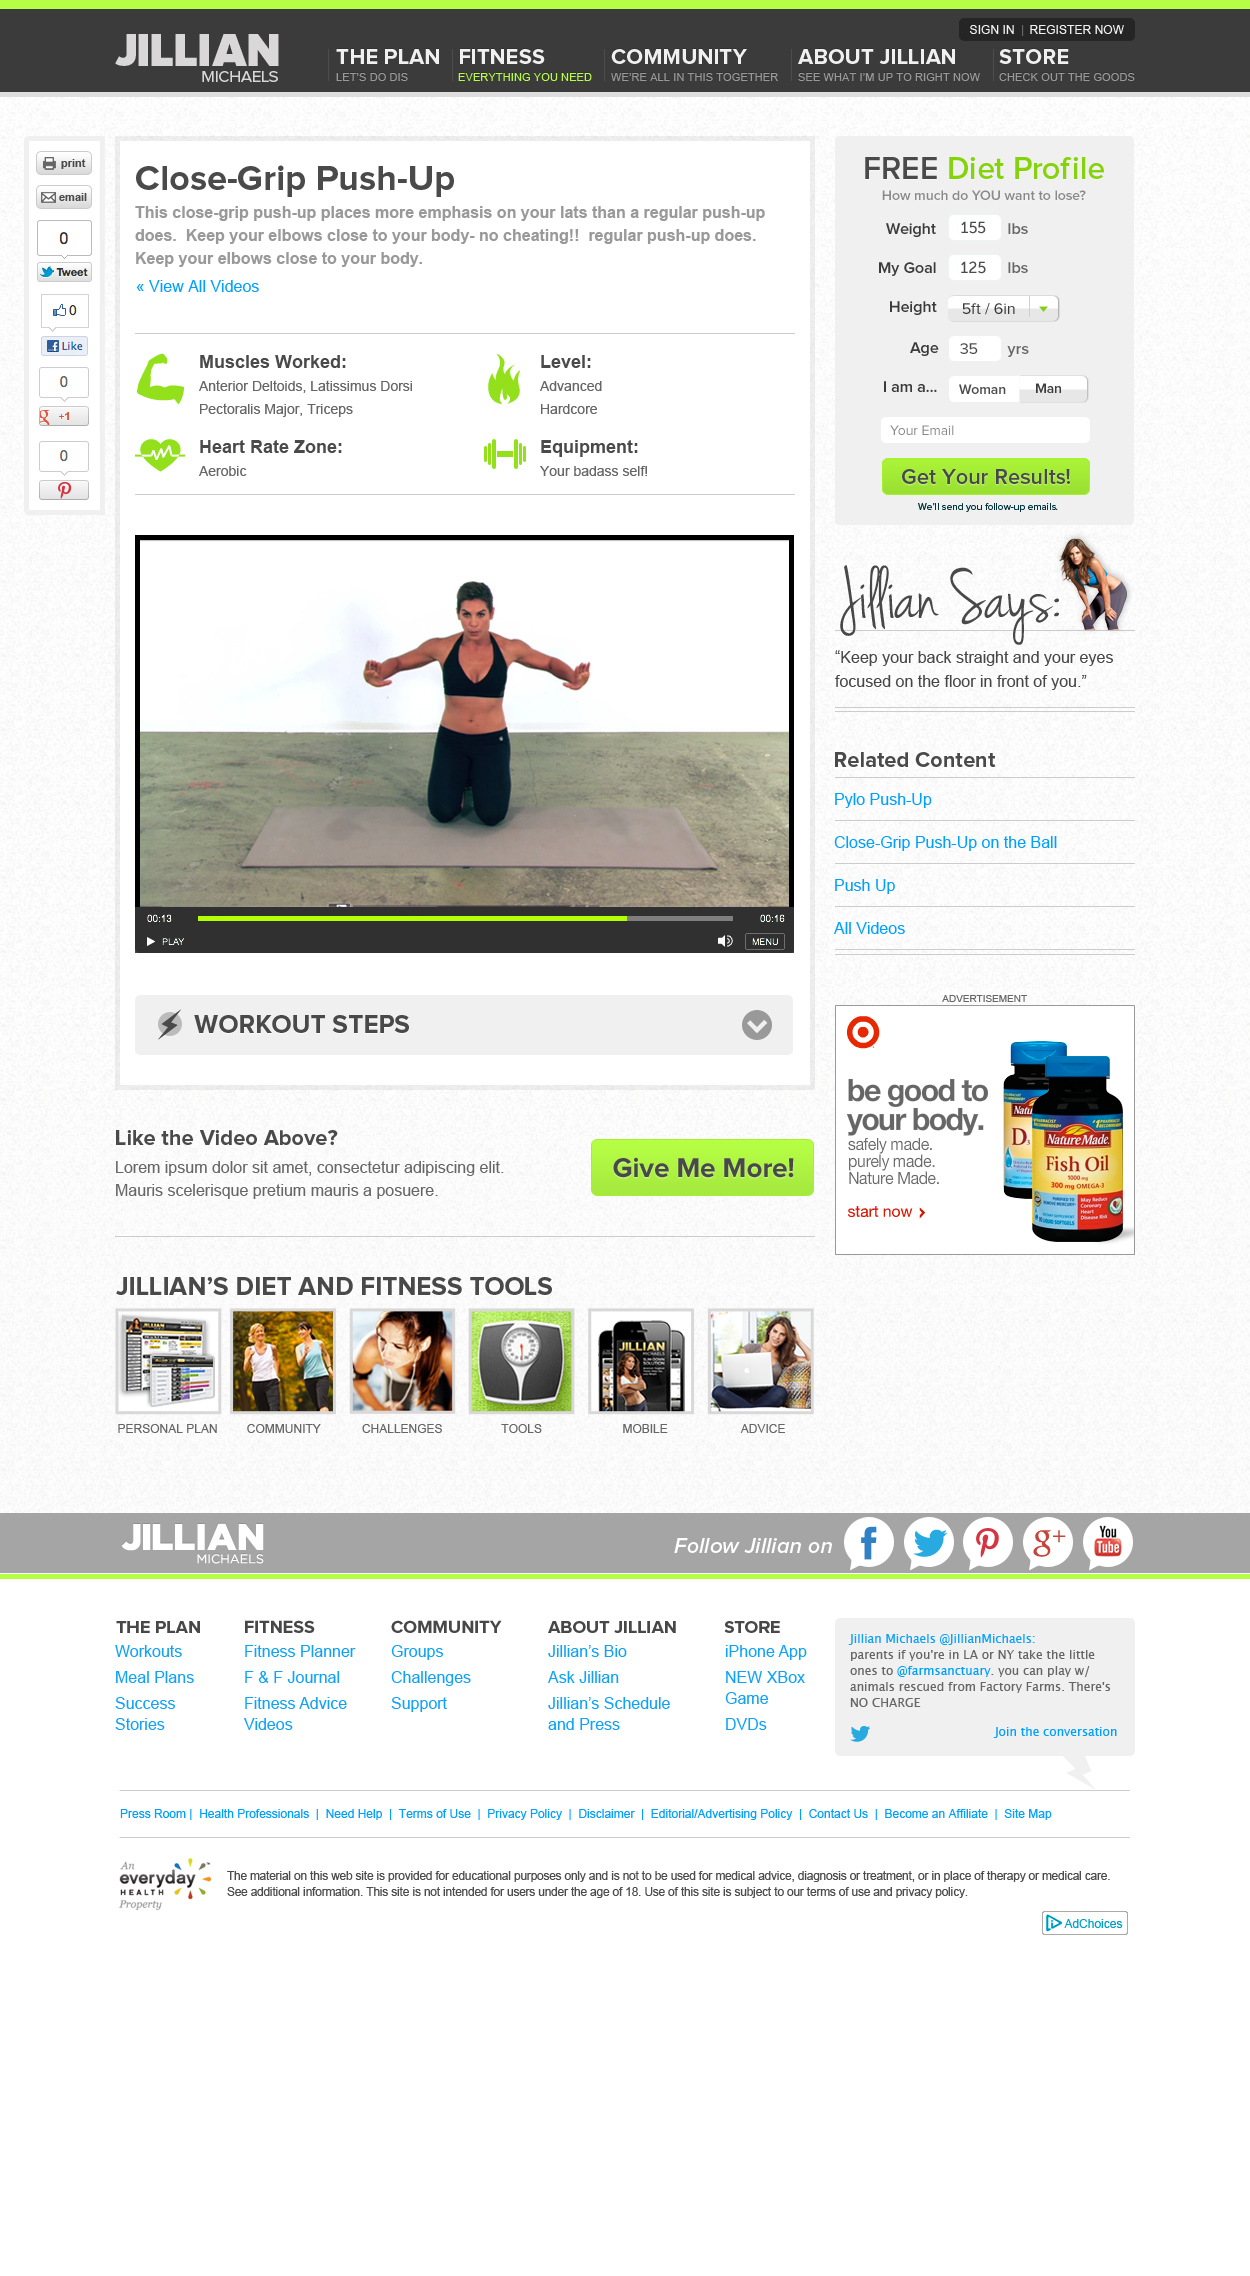 SIGN IN | REGISTER NOW
JILLIAN
MICHAELS
THE PLAN
LET'S DO DIS
FITNESS
EVERYTHING YOU NEED
COMMUNITY
WE'RE ALL IN THIS TOGETHER
ABOUT JILLIAN
SEE WHAT I'M UP TO RIGHT NOW
STORE
CHECK OUT THE GOODS
print
email
0
Tweet
0
Like
0
g +1
0
Close-Grip Push-Up
This close-grip push-up places more emphasis on your lats than a regular push-up
does.  Keep your elbows close to your body- no cheating!!  regular push-up does.
Keep your elbows close to your body.
« View All Videos
Muscles Worked:
Anterior Deltoids, Latissimus Dorsi
Pectoralis Major, Triceps
Level:
Advanced
Hardcore
Heart Rate Zone:
Aerobic
Equipment:
Your badass self!
00:13
00:16
PLAY
MENU
WORKOUT STEPS
FREE Diet Profile
How much do YOU want to lose?
Weight 155 lbs
My Goal 125 lbs
Height 5ft / 6in
Age 35 yrs
I am a... Woman Man
Your Email
Get Your Results!
We'll send you follow-up emails.
Jillian Says:
“Keep your back straight and your eyes
focused on the floor in front of you.”
Related Content
Pylo Push-Up
Close-Grip Push-Up on the Ball
Push Up
All Videos
ADVERTISEMENT
be good to
your body.
safely made.
purely made.
Nature Made.
start now
Nature Made
Fish Oil
1000 mg
300 mg OMEGA-3
May Reduce
Coronary
Heart
Disease Risk
Like the Video Above?
Lorem ipsum dolor sit amet, consectetur adipiscing elit.
Mauris scelerisque pretium mauris a posuere.
Give Me More!
JILLIAN’S DIET AND FITNESS TOOLS
JILLIAN
PERSONAL PLAN
COMMUNITY
CHALLENGES
TOOLS
MOBILE
ADVICE
JILLIAN
MICHAELS
Follow Jillian on
f
g+
You
Tube
THE PLAN
Workouts
Meal Plans
Success
Stories
FITNESS
Fitness Planner
F & F Journal
Fitness Advice
Videos
COMMUNITY
Groups
Challenges
Support
ABOUT JILLIAN
Jillian’s Bio
Ask Jillian
Jillian’s Schedule
and Press
STORE
iPhone App
NEW XBox
Game
DVDs
Jillian Michaels @JillianMichaels:
parents if you're in LA or NY take the little
ones to @farmsanctuary. you can play w/
animals rescued from Factory Farms. There's
NO CHARGE
Join the conversation
Press Room | Health Professionals | Need Help | Terms of Use | Privacy Policy | Disclaimer | Editorial/Advertising Policy | Contact Us | Become an Affiliate | Site Map
An
everyday
HEALTH
Property
The material on this web site is provided for educational purposes only and is not to be used for medical advice, diagnosis or treatment, or in place of therapy or medical care.
See additional information. This site is not intended for users under the age of 18. Use of this site is subject to our terms of use and privacy policy.
AdChoices